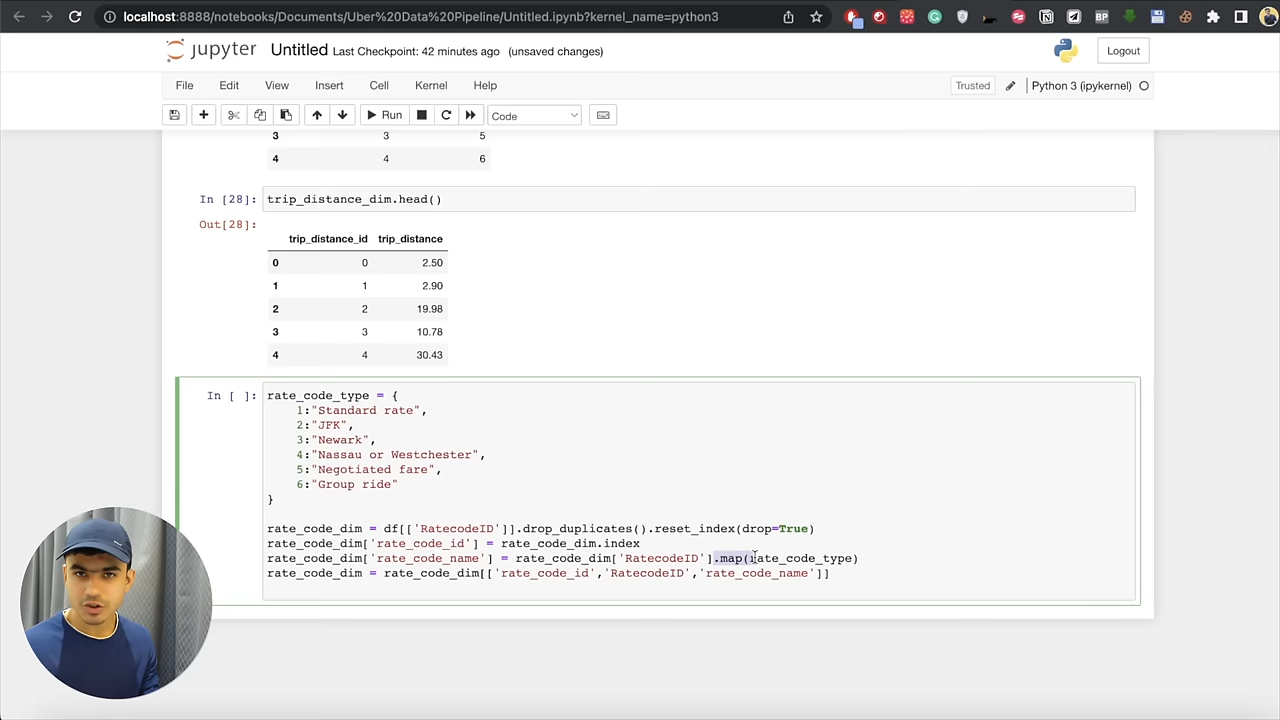 localhost:8888/notebooks/Documents/Uber%20Data%20Pipeline/Untitled.ipynb?kernel_name=python3
jupyter Untitled Last Checkpoint: 42 minutes ago (unsaved changes)
Logout
File Edit View Insert Cell Kernel Help
Trusted
Python 3 (ipykernel)
Run
Code
3 3 5
4 4 6
In [28]: trip_distance_dim.head()
Out[28]:
trip_distance_id trip_distance
0 0 2.50
1 1 2.90
2 2 19.98
3 3 10.78
4 4 30.43
In [ ]: rate_code_type = {
1:"Standard rate",
2:"JFK",
3:"Newark",
4:"Nassau or Westchester",
5:"Negotiated fare",
6:"Group ride"
}
rate_code_dim = df[['RatecodeID']].drop_duplicates().reset_index(drop=True)
rate_code_dim['rate_code_id'] = rate_code_dim.index
rate_code_dim['rate_code_name'] = rate_code_dim['RatecodeID'].map(rate_code_type)
rate_code_dim = rate_code_dim[['rate_code_id','RatecodeID','rate_code_name']]